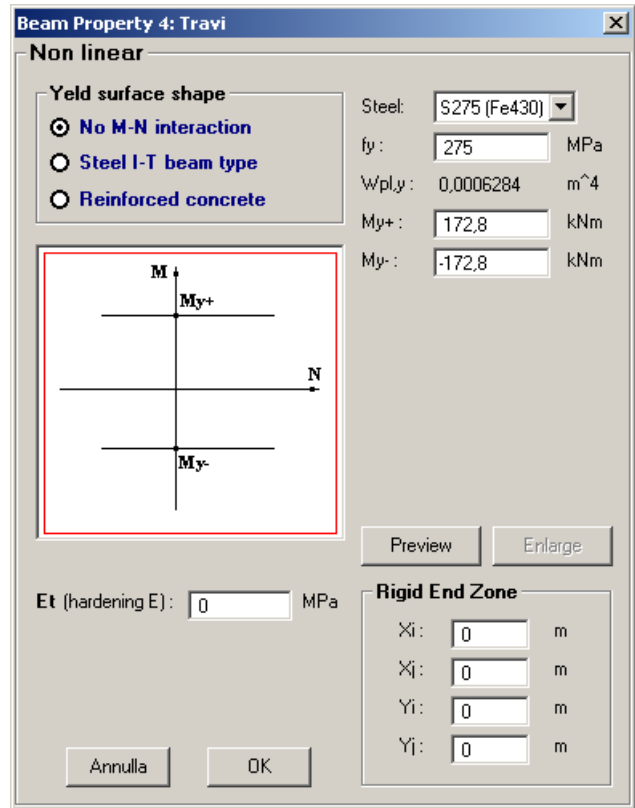 Beam Property 4: Travi
Non linear
Yeld surface shape
No M-N interaction
Steel I-T beam type
Reinforced concrete
Steel: S275 (Fe430)
fy : 275 MPa
Wpl,y : 0,0006284 m^4
My+ : 172,8 kNm
My- : -172,8 kNm
M
My+
N
My-
Preview Enlarge
Et (hardening E) : 0 MPa
Rigid End Zone
Xi : 0 m
Xj : 0 m
Yi : 0 m
Yj : 0 m
Annulla OK